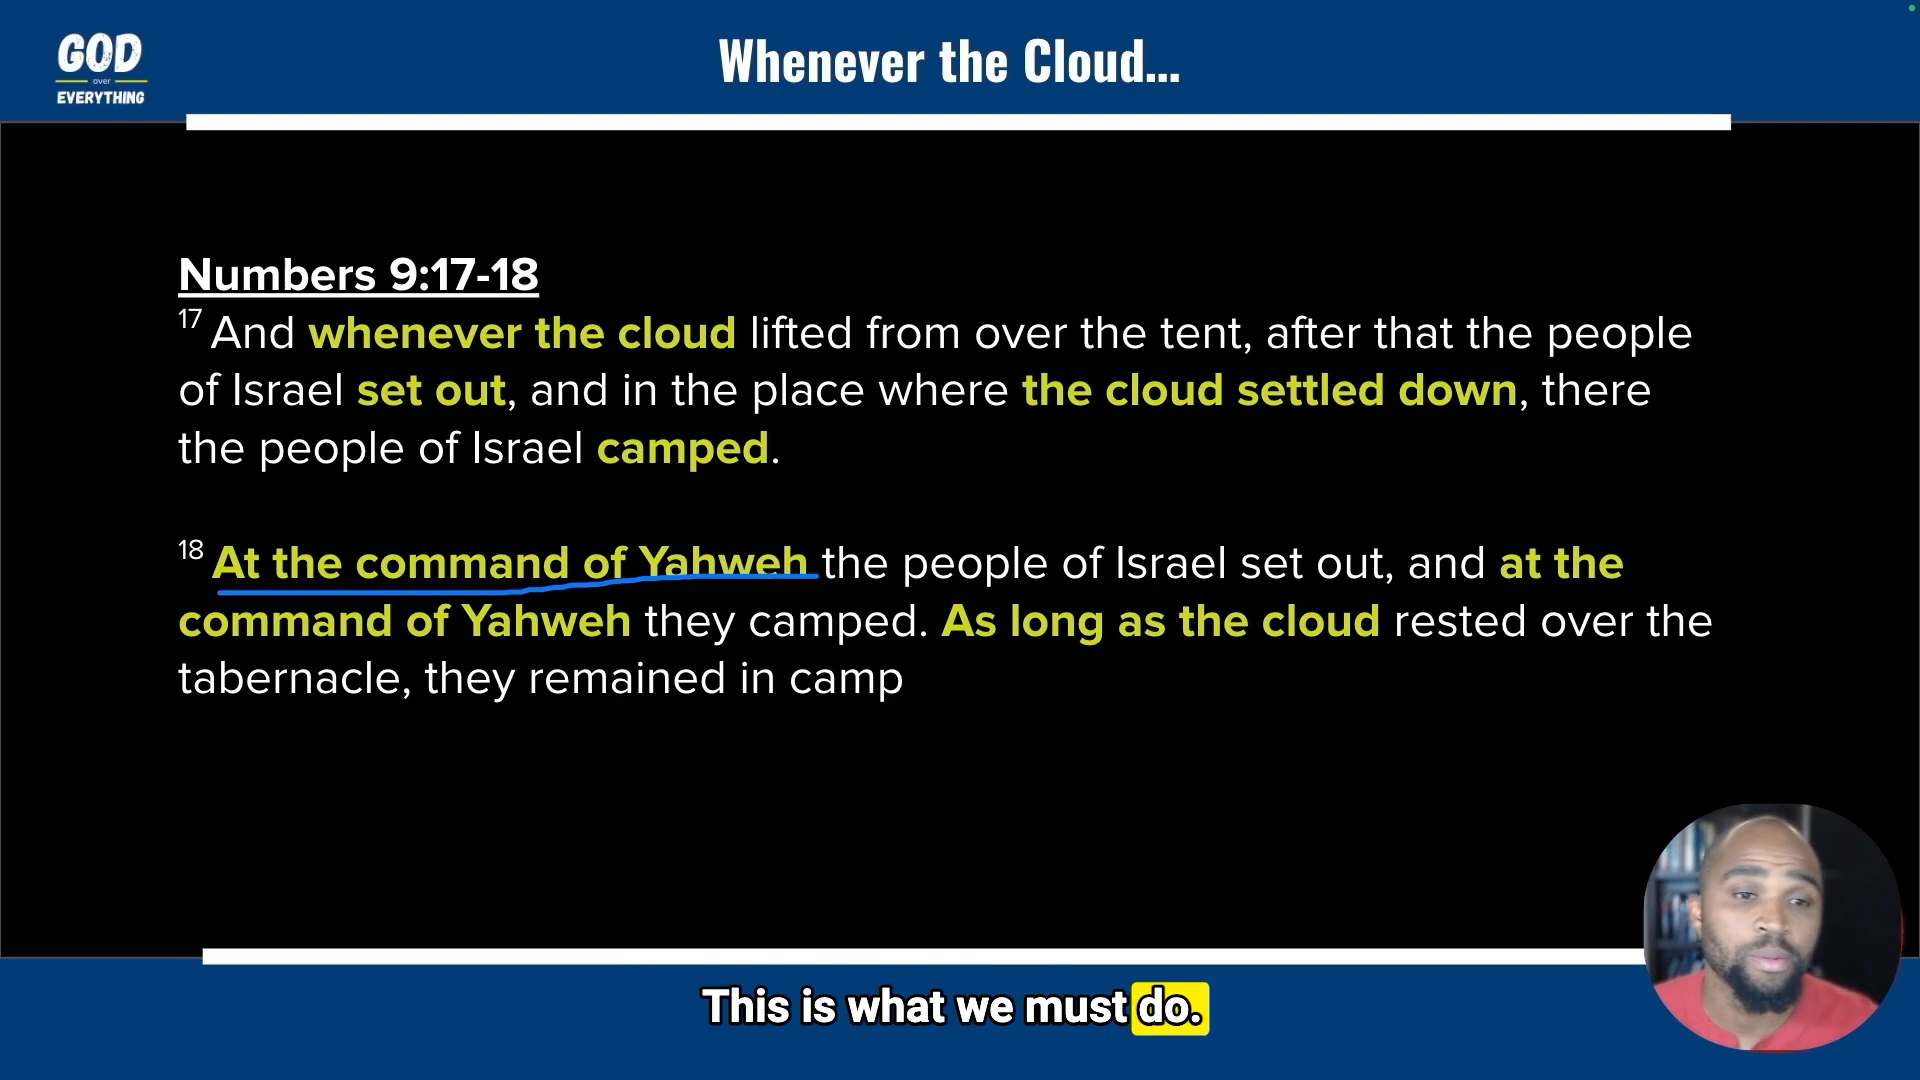 GOD
over
EVERYTHING
Whenever the Cloud...
Numbers 9:17-18
17 And whenever the cloud lifted from over the tent, after that the people
of Israel set out, and in the place where the cloud settled down, there
the people of Israel camped.
18 At the command of Yahweh the people of Israel set out, and at the
command of Yahweh they camped. As long as the cloud rested over the
tabernacle, they remained in camp
This is what we must do.